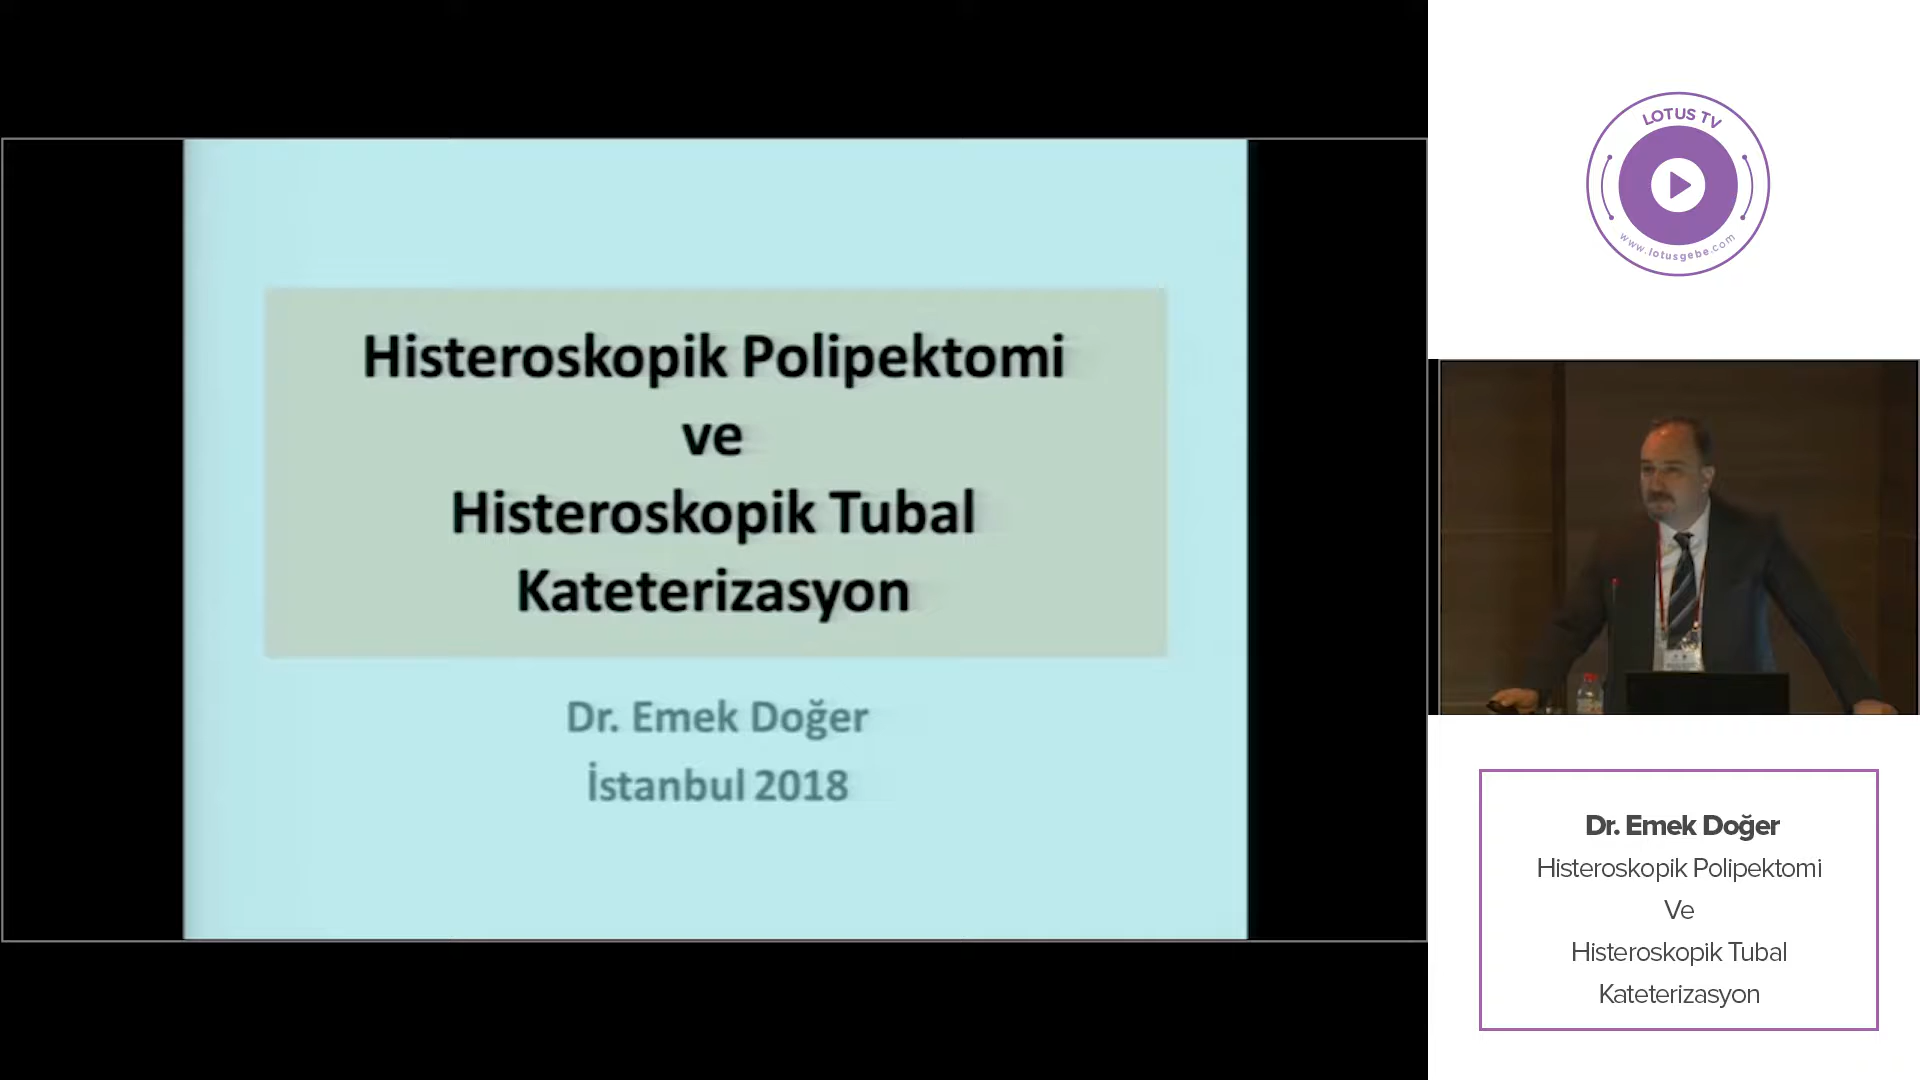 Histeroskopik Polipektomi
ve
Histeroskopik Tubal
Kateterizasyon
Dr. Emek Doğer
İstanbul 2018
LOTUS TV
www.lotusgebe.com
Dr. Emek Doğer
Histeroskopik Polipektomi
Ve
Histeroskopik Tubal
Kateterizasyon